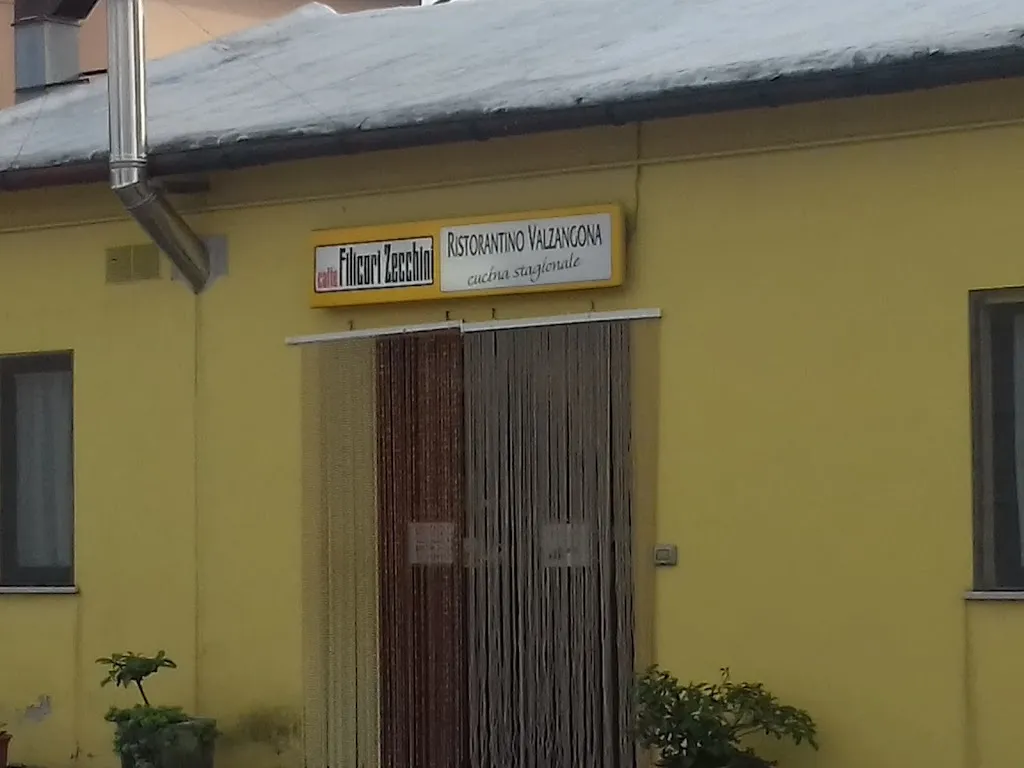 caffè Filicori Zecchini
RISTORANTINO VALZANGONA
cucina stagionale